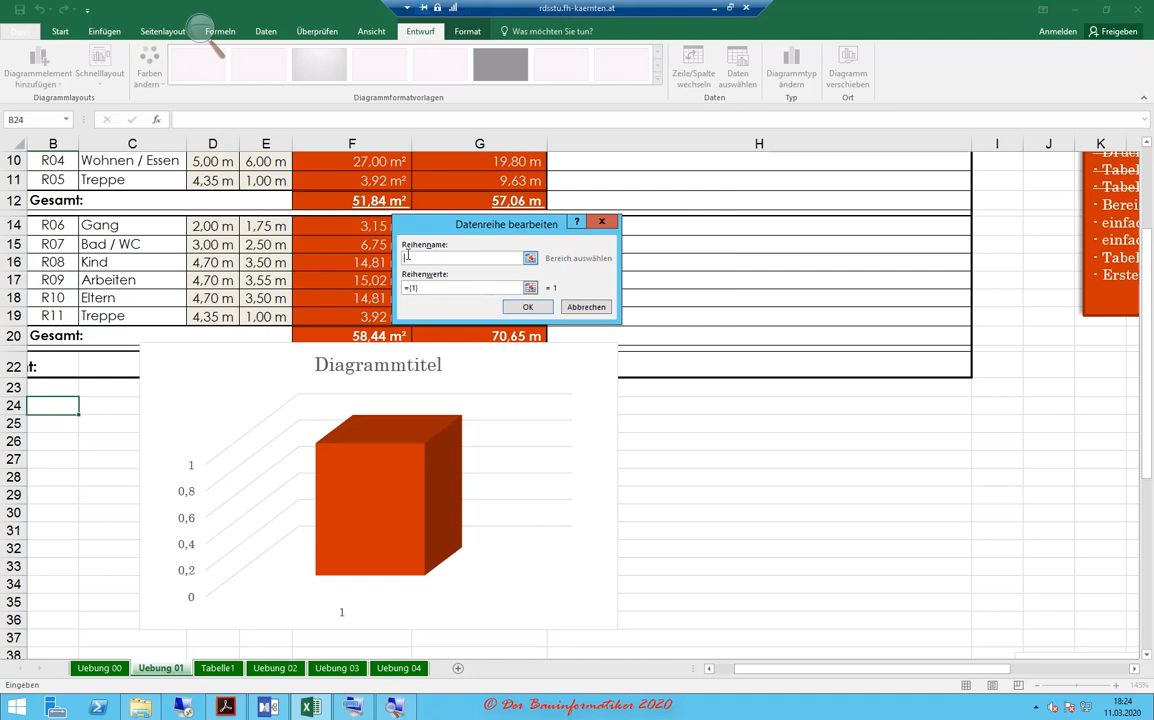 rdsstu.fh-kaernten.at
Start Einfügen Seitenlayout Formeln Daten Überprüfen Ansicht Entwurf Format Was möchten Sie tun? Anmelden Freigeben
Diagrammelement hinzufügen
Schnelllayout
Farben ändern
Zeile/Spalte wechseln
Daten auswählen
Diagrammtyp ändern
Diagramm verschieben
Diagrammlayouts Diagrammformatvorlagen Daten Typ Ort
B24 fx
B C D E F G H I J K
10 R04 Wohnen / Essen 5,00 m 6,00 m 27,00 m² 19,80 m
11 R05 Treppe 4,35 m 1,00 m 3,92 m² 9,63 m
12 Gesamt: 51,84 m² 57,06 m
14 R06 Gang 2,00 m 1,75 m 3,15
15 R07 Bad / WC 3,00 m 2,50 m 6,75
16 R08 Kind 4,70 m 3,50 m 14,81
17 R09 Arbeiten 4,70 m 3,55 m 15,02
18 R10 Eltern 4,70 m 3,50 m 14,81
19 R11 Treppe 4,35 m 1,00 m 3,92
20 Gesamt: 58,44 m² 70,65 m
22
23
24
25
26
27
28
29
30
31
32
33
34
35
36
37
38
- Tabel
- Tabel
- Berei
- einfac
- einfa
- Tabel
- Erste
Datenreihe bearbeiten ?
Reihenname:
Bereich auswählen
Reihenwerte:
={1} = 1
OK Abbrechen
Diagrammtitel
1
0,8
0,6
0,4
0,2
0
1
Uebung 00 Uebung 01 Tabelle1 Uebung 02 Uebung 03 Uebung 04
Eingeben 145%
© Der Bauinformatiker 2020
18:24
11.03.2020